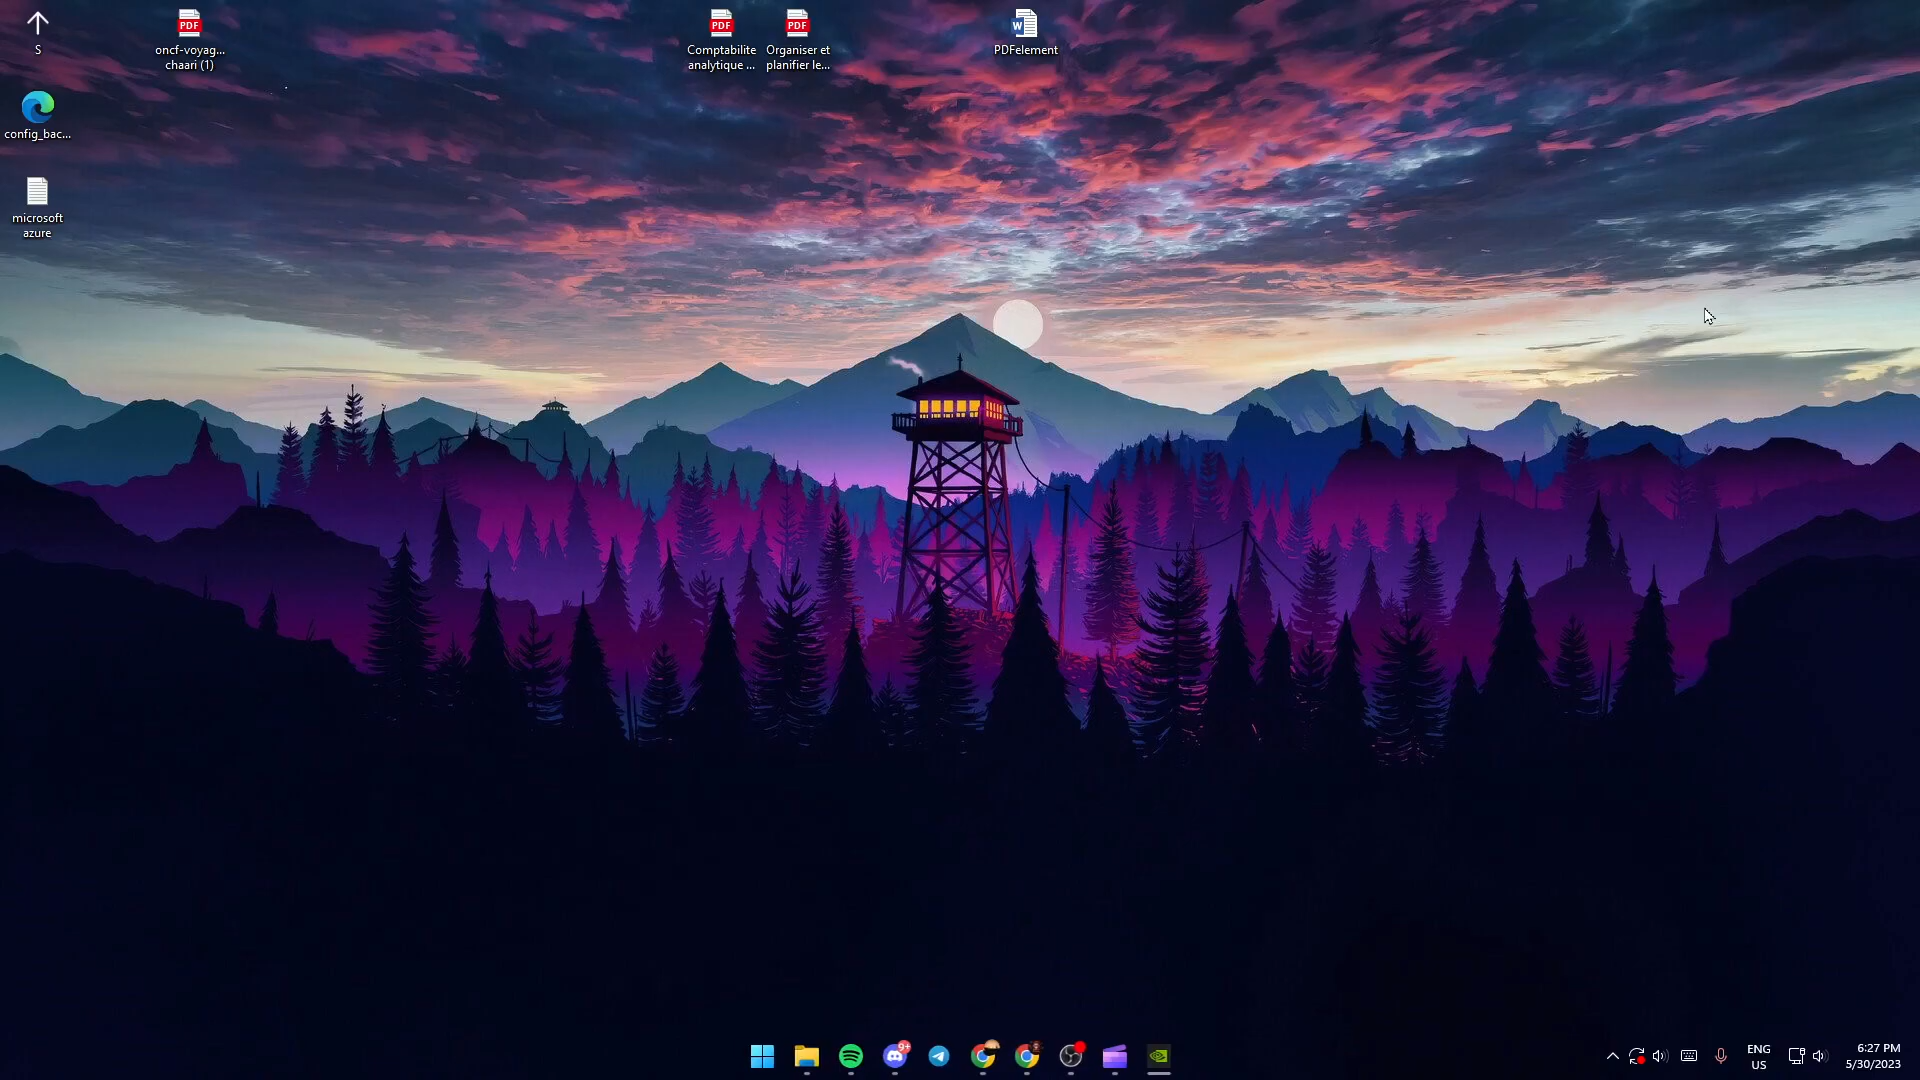 S
oncf-voyag...
chaari (1)
PDF
Comptabilite
analytique ...
PDF
Organiser et
planifier le...
PDF
W
PDFelement
config_bac...
microsoft
azure
9+
ENG
US
6:27 PM
5/30/2023